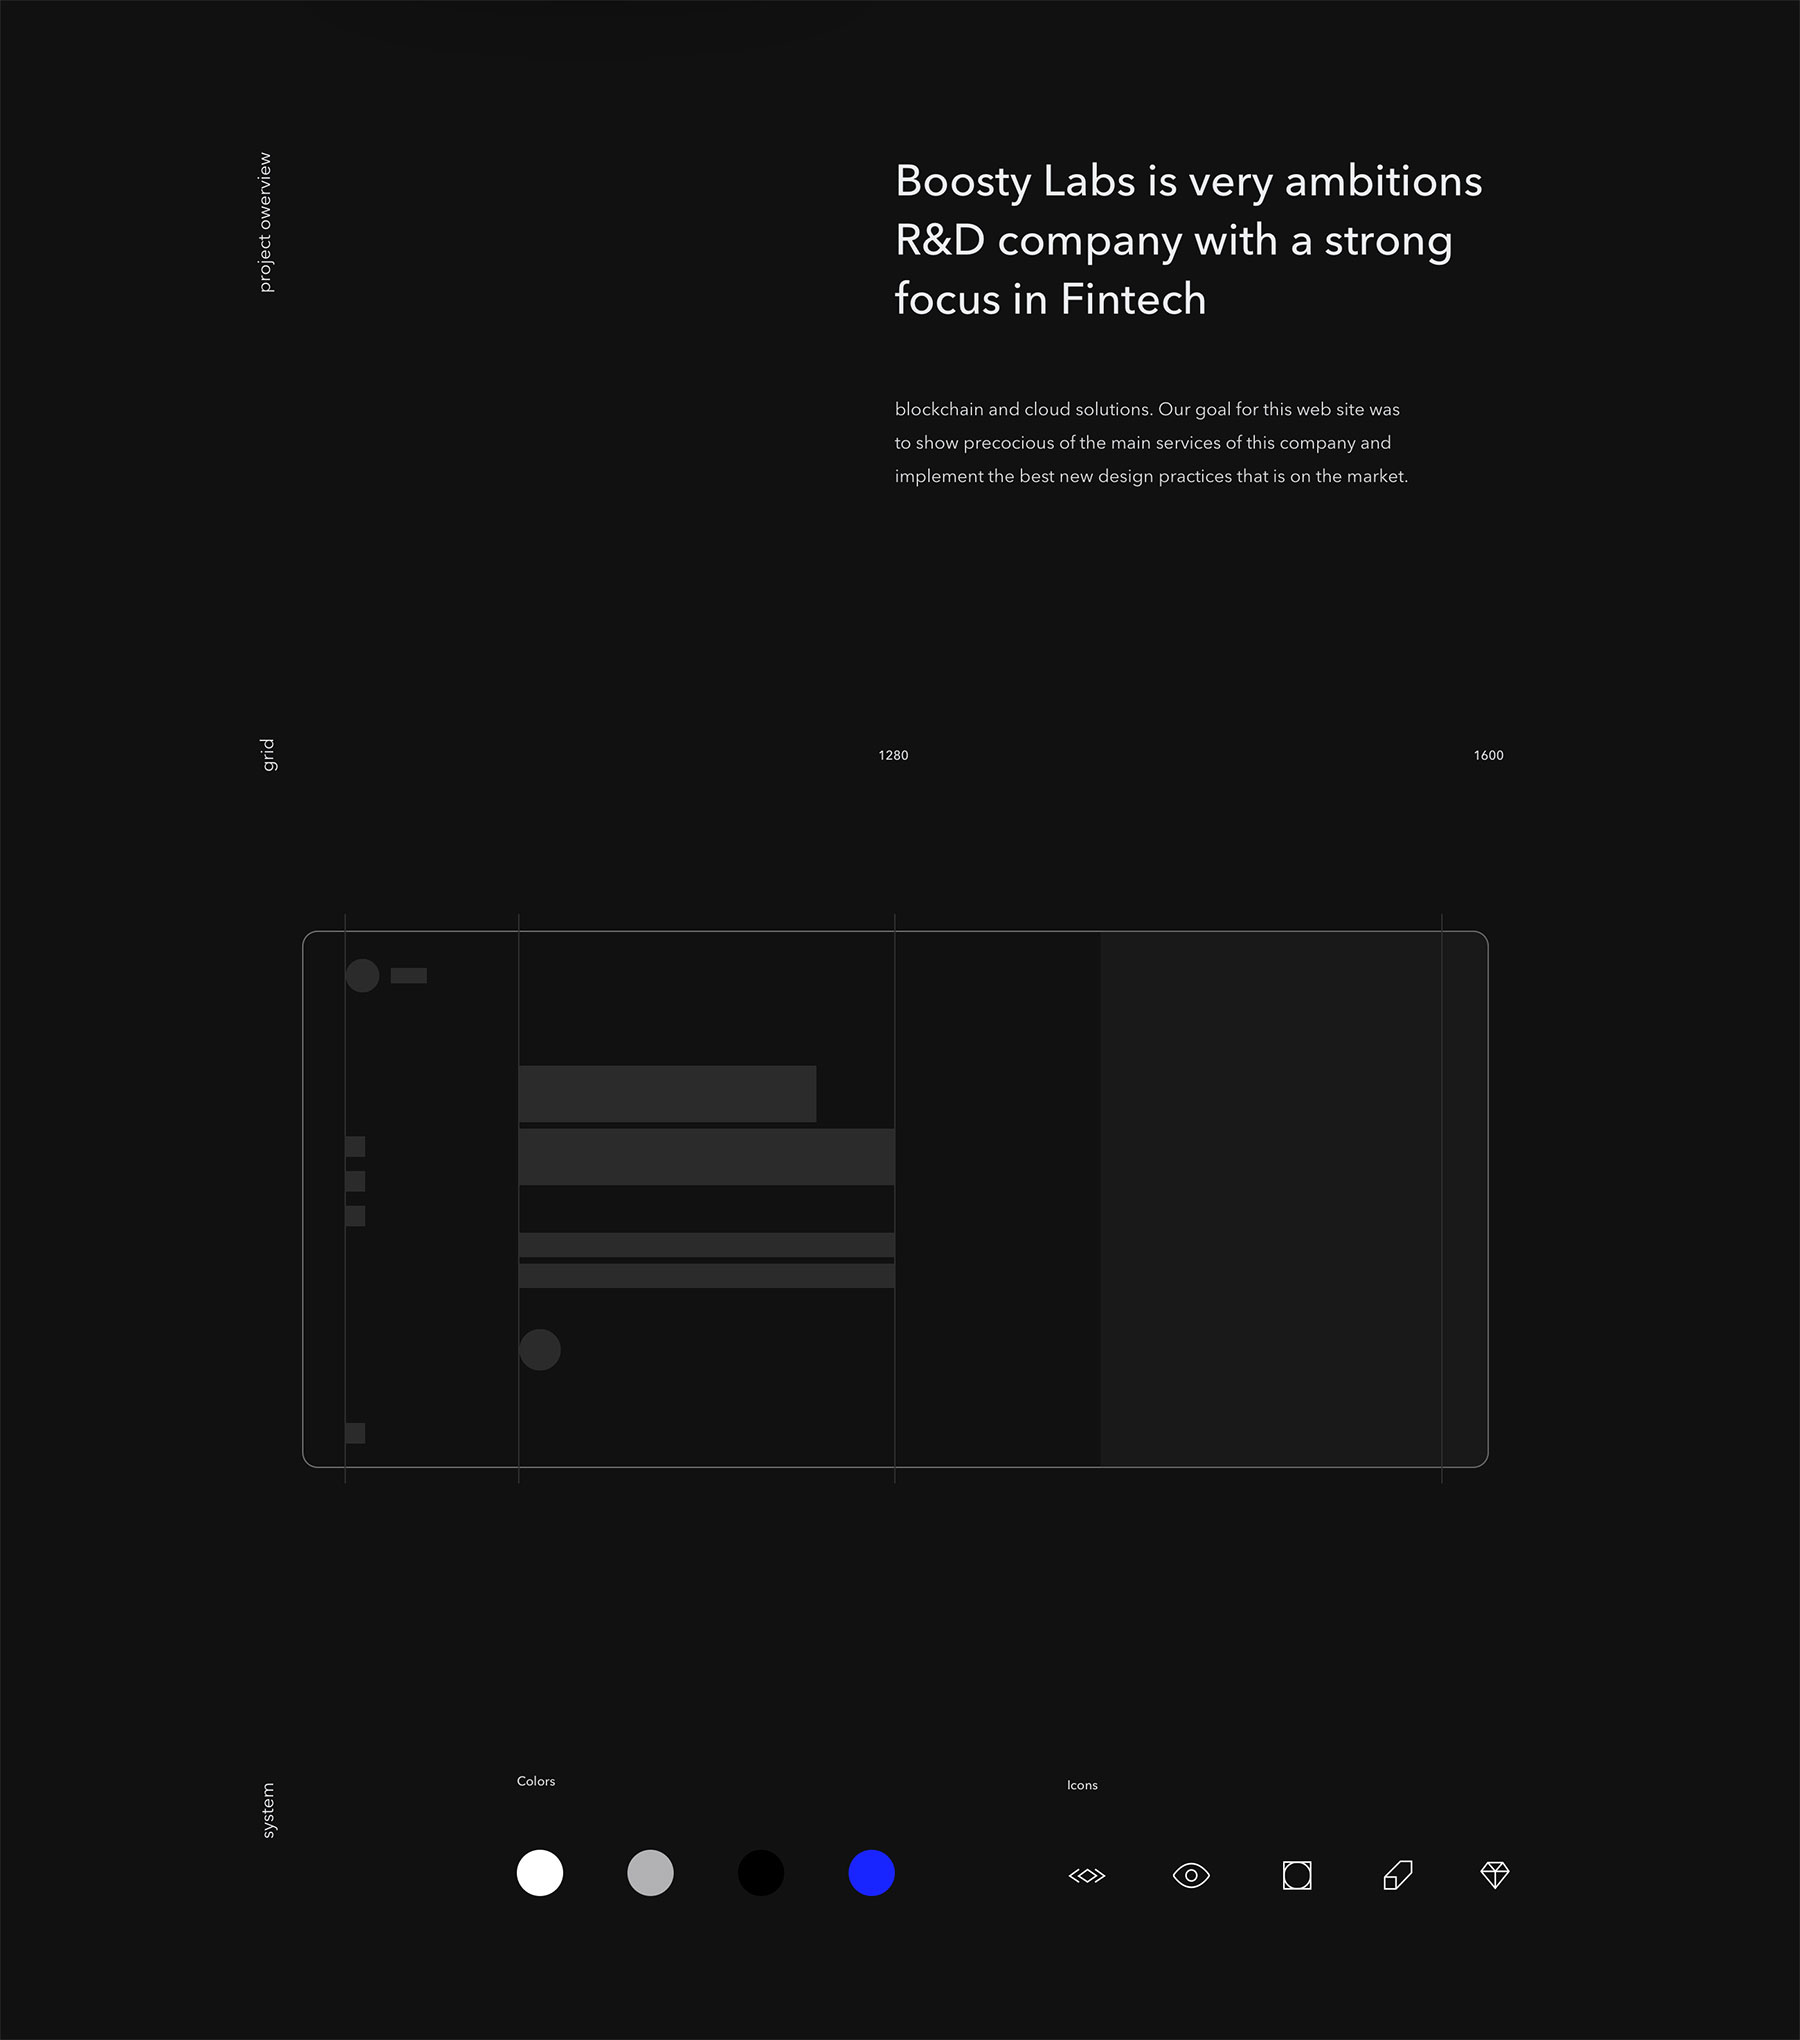 project owerview
Boosty Labs is very ambitions
R&D company with a strong
focus in Fintech
blockchain and cloud solutions. Our goal for this web site was
to show precocious of the main services of this company and
implement the best new design practices that is on the market.
grid
1280
1600
system
Colors
Icons